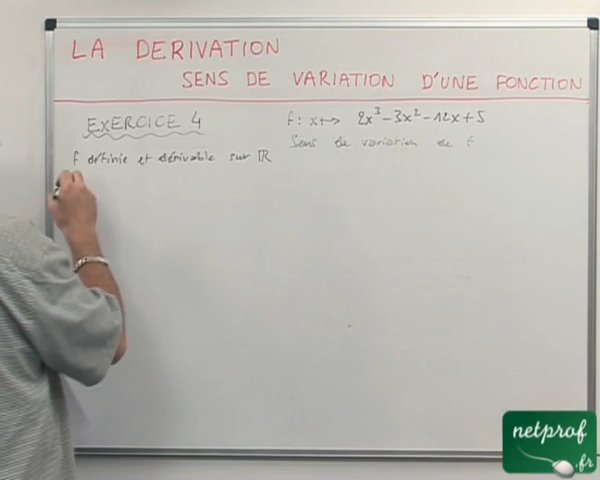 LA DERIVATION
SENS DE VARIATION D'UNE FONCTION
EXERCICE 4
f : x ↦ 2x³-3x²-12x+5
Sens de variation de f
f définie et dérivable sur ℝ
netprof
.fr